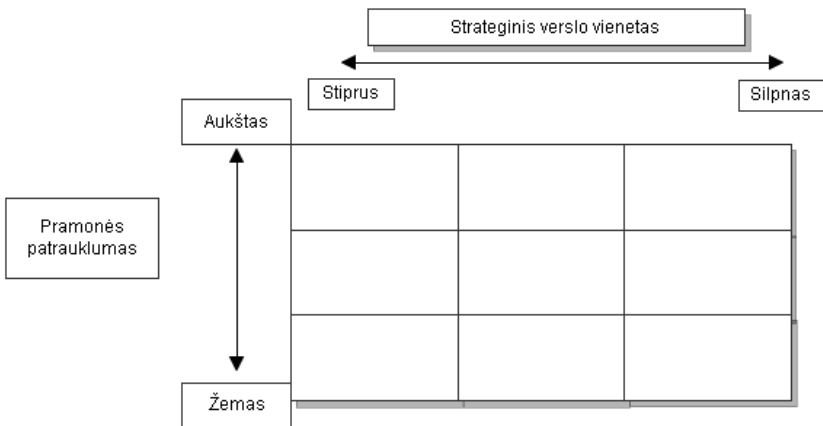 Strateginis verslo vienetas
Stiprus
Silpnas
Aukštas
Pramonės
patrauklumas
Žemas